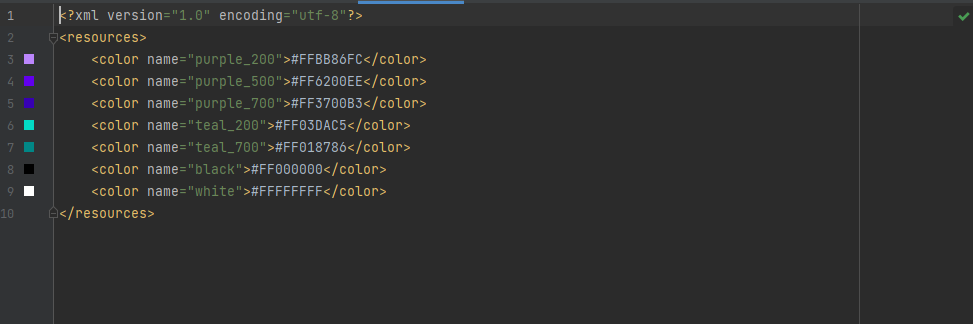 1 <?xml version="1.0" encoding="utf-8"?>
2 <resources>
3     <color name="purple_200">#FFBB86FC</color>
4     <color name="purple_500">#FF6200EE</color>
5     <color name="purple_700">#FF3700B3</color>
6     <color name="teal_200">#FF03DAC5</color>
7     <color name="teal_700">#FF018786</color>
8     <color name="black">#FF000000</color>
9     <color name="white">#FFFFFFFF</color>
10 </resources>